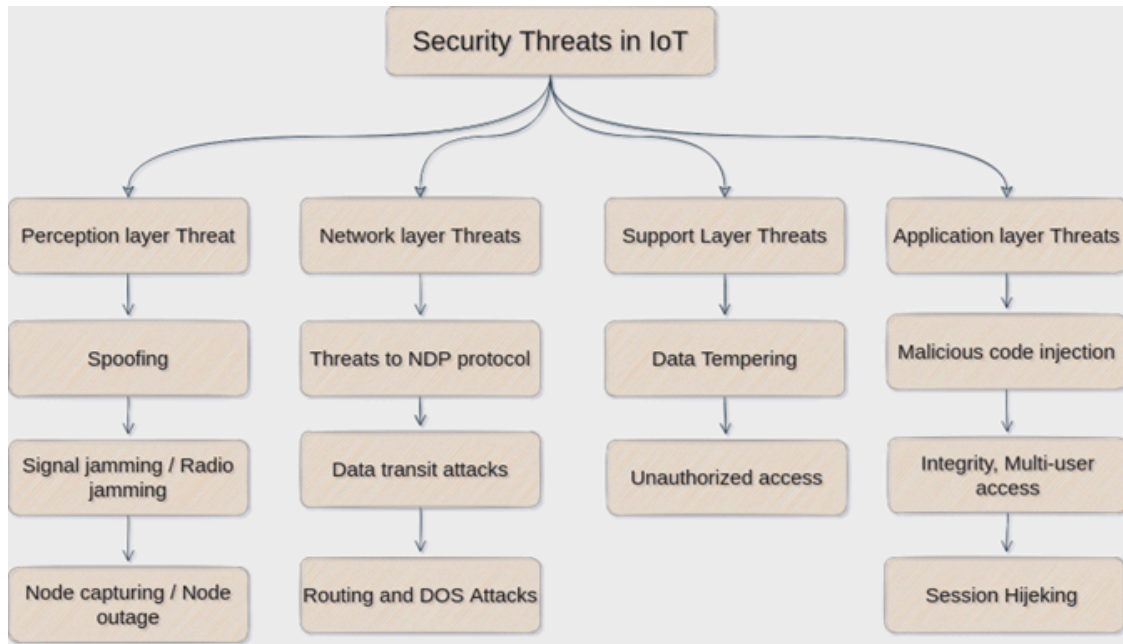 Security Threats in IoT
Perception layer Threat
Network layer Threats
Support Layer Threats
Application layer Threats
Spoofing
Threats to NDP protocol
Data Tempering
Malicious code injection
Signal jamming / Radio
jamming
Data transit attacks
Unauthorized access
Integrity, Multi-user
access
Node capturing / Node
outage
Routing and DOS Attacks
Session Hijeking